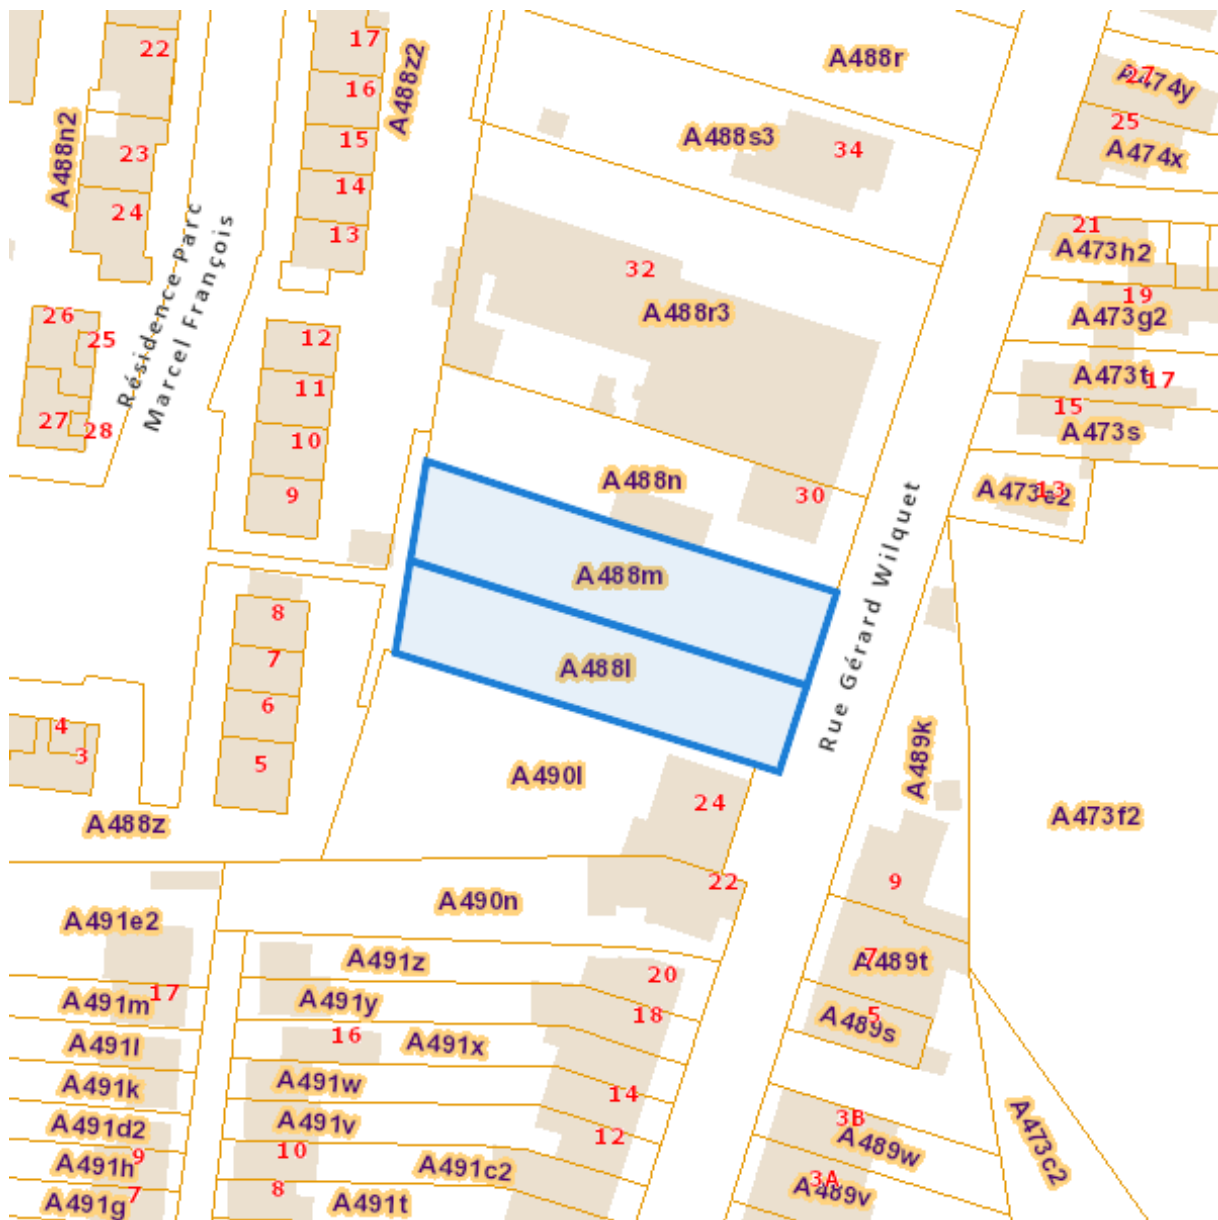 22
17
A488z2
16
A488r
27
A474y
25
A474x
A488n2
23
15
A488s3
34
14
24
13
21
A473h2
Résidence Parc
Marcel François
32
A488r3
19
A473g2
26
25
12
A473t
17
11
15
A473s
27
28
10
9
A488n
30
A473e2
13
A488m
Rue Gérard Wilquet
8
7
A488l
6
4
3
5
A490l
24
A489k
A473f2
A488z
22
9
A491e2
A490n
A491z
20
7
A489t
A491m
17
A491y
18
5
A489s
A491l
16
A491x
A491k
A491w
14
A491d2
A491v
12
3B
A489w
A473c2
A491h
9
10
A491c2
A491g
7
8
A491t
3A
A489v